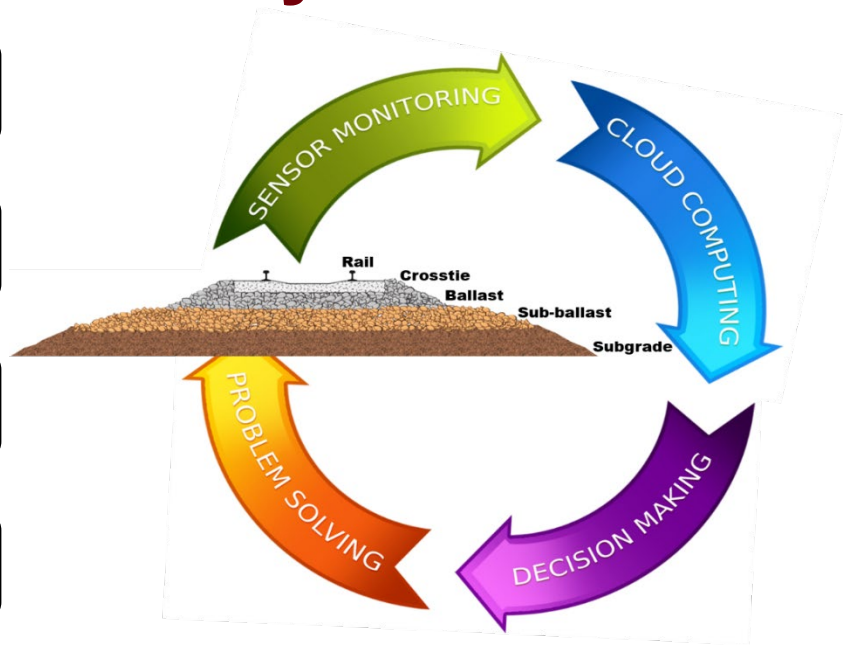 SENSOR MONITORING
CLOUD COMPUTING
Rail
Crosstie
Ballast
Sub-ballast
Subgrade
PROBLEM SOLVING
DECISION MAKING